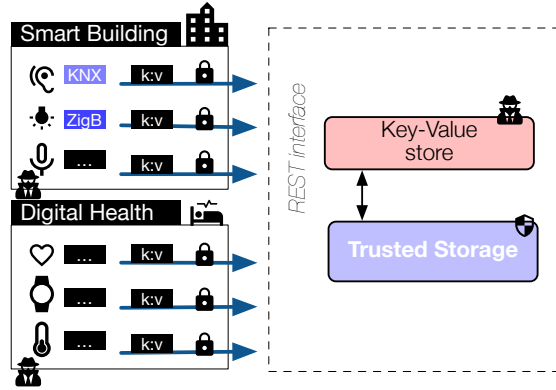 Smart Building
KNX
k:v
ZigB
k:v
...
k:v
Digital Health
...
k:v
...
k:v
...
k:v
REST interface
Key-Value
store
Trusted Storage